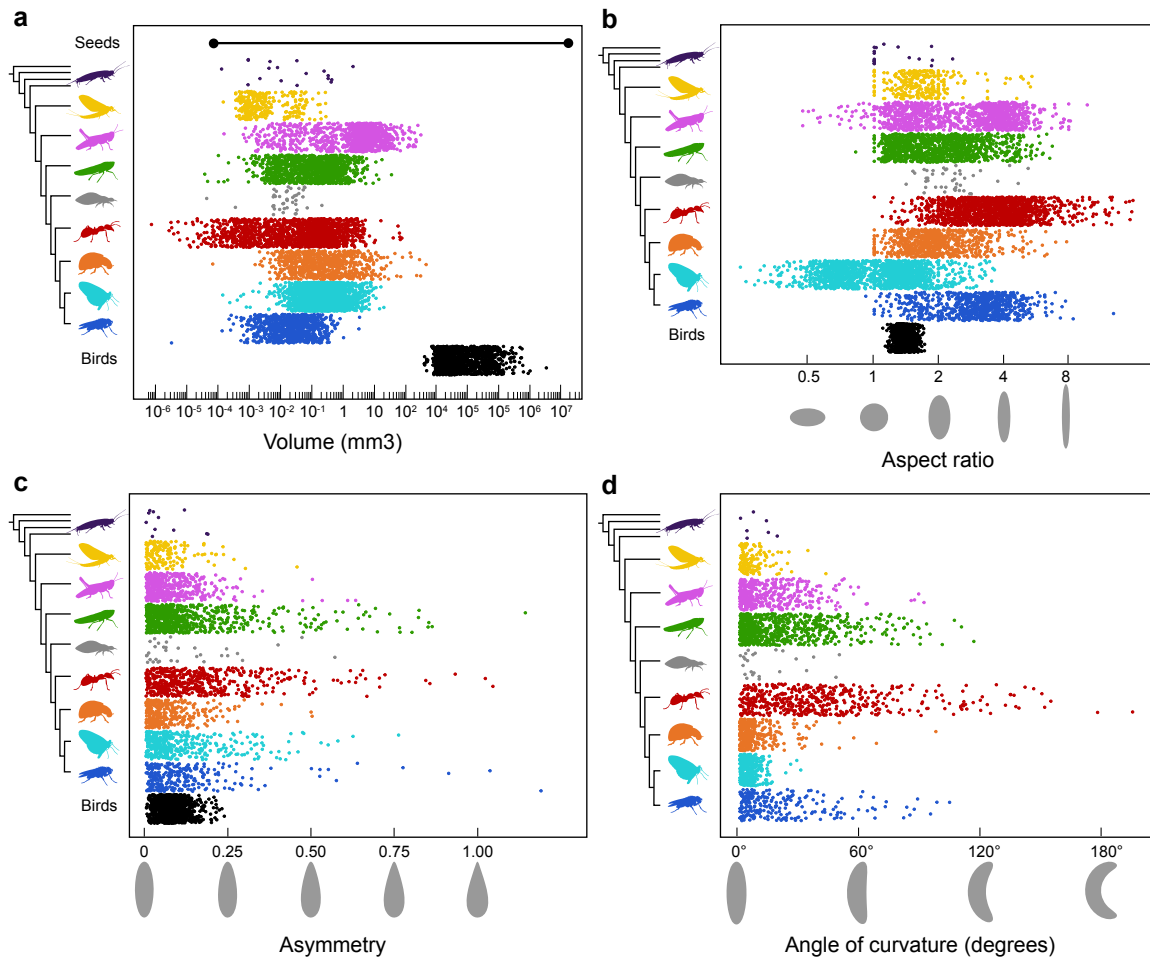 a
Seeds
Birds
10-6 10-5 10-4 10-3 10-2 10-1 1 10 10² 10³ 10⁴ 10⁵ 10⁵ 10⁶ 10⁷
Volume (mm3)
b
Birds
0.5 1 2 4 8
Aspect ratio
c
Birds
0 0.25 0.50 0.75 1.00
Asymmetry
d
0° 60° 120° 180°
Angle of curvature (degrees)